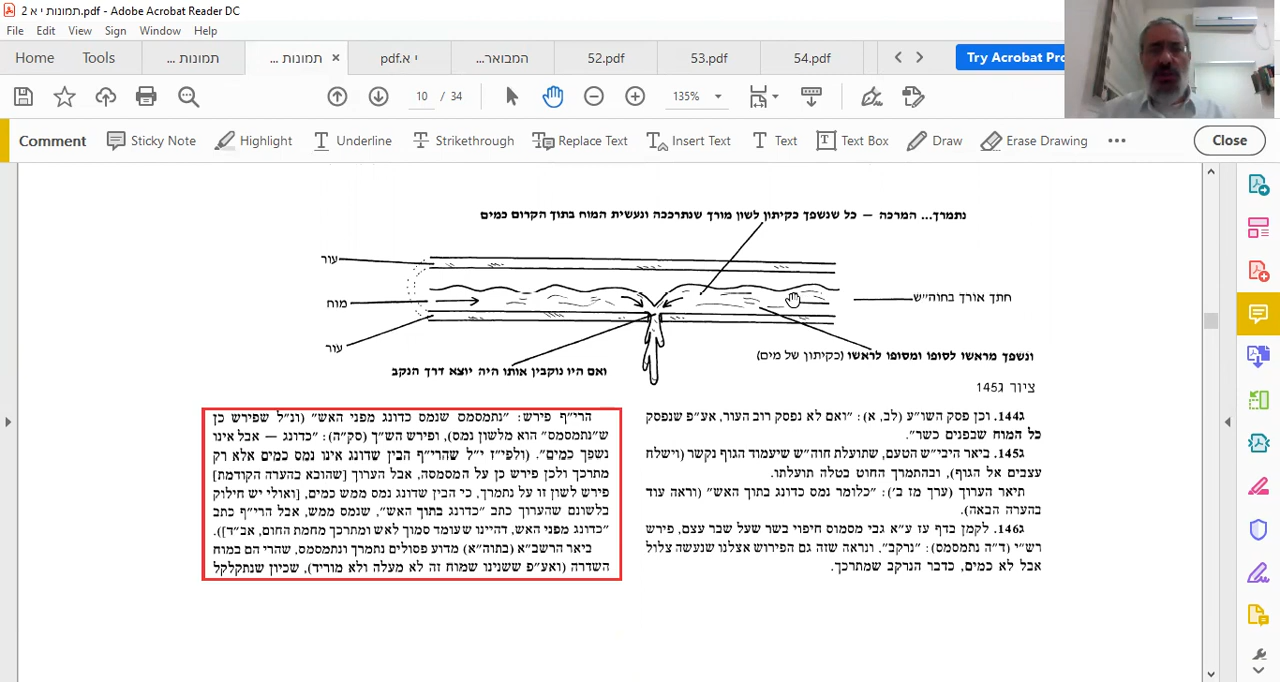 תמונות י א 2.pdf - Adobe Acrobat Reader DC
File Edit View Sign Window Help
Home Tools תמונות ... תמונות ... × י א.pdf המבואר... 52.pdf 53.pdf 54.pdf Try Acrobat Pro
10 / 34 135%
Comment Sticky Note Highlight Underline Strikethrough Replace Text Insert Text Text Text Box Draw Erase Drawing Close
נתמרך... המרכה – כל שנשפך כקיתון לשון מורך שנתרככה ונעשית המוח בתוך הקרום כמים
עור
מוח
חתך אורך בחוה״ש
עור
ונשפך מראשו לסופו ומסופו לראשו (כקיתון של מים)
ואם היו נוקבין אותו היה יוצא דרך הנקב
ציור ג145
ג144. וכן פסק השו״ע (לב, א): ״ואם לא נפסק רוב העור, אע״פ שנפסק
כל המוח שבפנים כשר״.
ג145. ביאר היבי״ש הטעם, שתועלת חוה״ש שיעמוד הגוף נקשר (וישלח
עצבים אל הגוף), ובהתמרך החוט בטלה תועלתו.
תיאר הערוך (ערך מז ב׳): ״כלומר נמס כדונג בתוך האש״ (וראה עוד
בהערה הבאה).
ג146. לקמן בדף עז ע״א גבי מסמוס חיפוי בשר שעל שבר עצם, פירש
רש״י (ד״ה נתמסמס): ״נרקב״, ונראה שזה גם הפירוש אצלנו שנעשה צלול
אבל לא כמים, כדבר הנרקב שמתרכך.
הרי״ף פירש: ״נתמסמס שנמס כדונג מפני האש״ (ונ״ל שפירש כן
ש״נתמסמס״ הוא מלשון נמס), ופירש הש״ך (סק״ה): ״כדונג – אבל אינו
נשפך כמים״. (ולפי״ז י״ל שהרי״ף הבין שדונג אינו נמס כמים אלא רק
מתרכך ולכן פירש כן על המסמסה, אבל הערוך [שהובא בהערה הקודמת]
פירש לשון זו על נתמרך, כי הבין שדונג נמס ממש כמים, [ואולי יש חילוק
בלשונם שהערוך כתב ״כדונג בתוך האש״, שנמס ממש, אבל הרי״ף כתב
״כדונג מפני האש, דהיינו שעומד סמוך לאש ומתרכך מחמת החום, אב״ד]).
ביאר הרשב״א (בתוה״א) מדוע פסולים נתמרך ונתמסמס, שהרי הם במוח
השדרה (ואע״פ ששנינו שמוח זה לא מעלה ולא מוריד), שכיון שנתקלקל